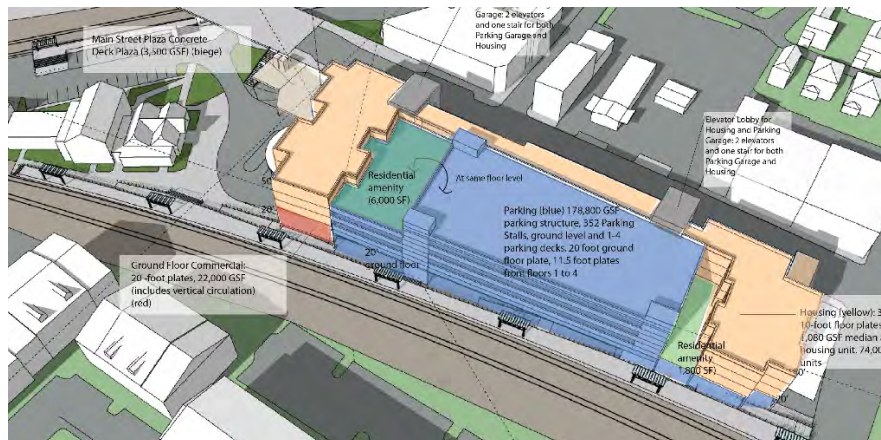 Main Street Plaza Concrete
Deck Plaza (3,500 GSF) (biege)
Garage: 2 elevators
and one stair for both
Parking Garage and
Housing
Elevator Lobby for
Housing and Parking
Garage: 2 elevators
and one stair for both
Parking Garage and
Housing
Residential
amenity
(6,000 SF)
At same floor level
Parking (blue) 178,800 GSF
parking structure, 352 Parking
Stalls, ground level and 1-4
parking decks. 20 foot ground
floor plate, 11.5 foot plates
from floors 1 to 4
50'
20'
20'
ground floor
Ground Floor Commercial:
20 -foot plates, 22,000 GSF
(includes vertical circulation)
(red)
Housing (yellow): 3
10-foot floor plates
1,080 GSF median
housing unit. 74,00
units
Residential
amenity
1,800 SF)